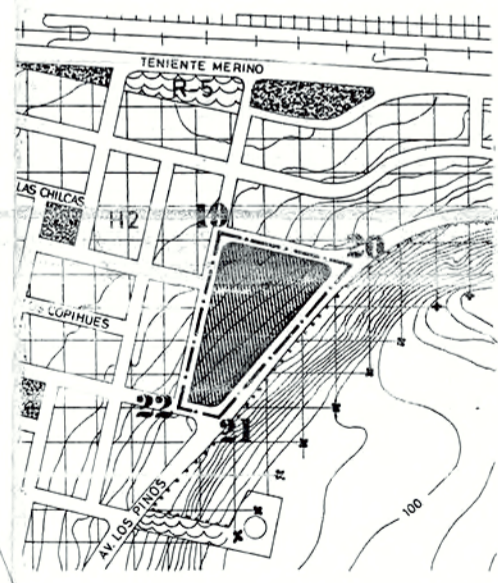 TENIENTE MERINO
R-5
LAS CHILCAS
H2
19
20
COPIHUES
22
21
AV. LOS PINOS
100